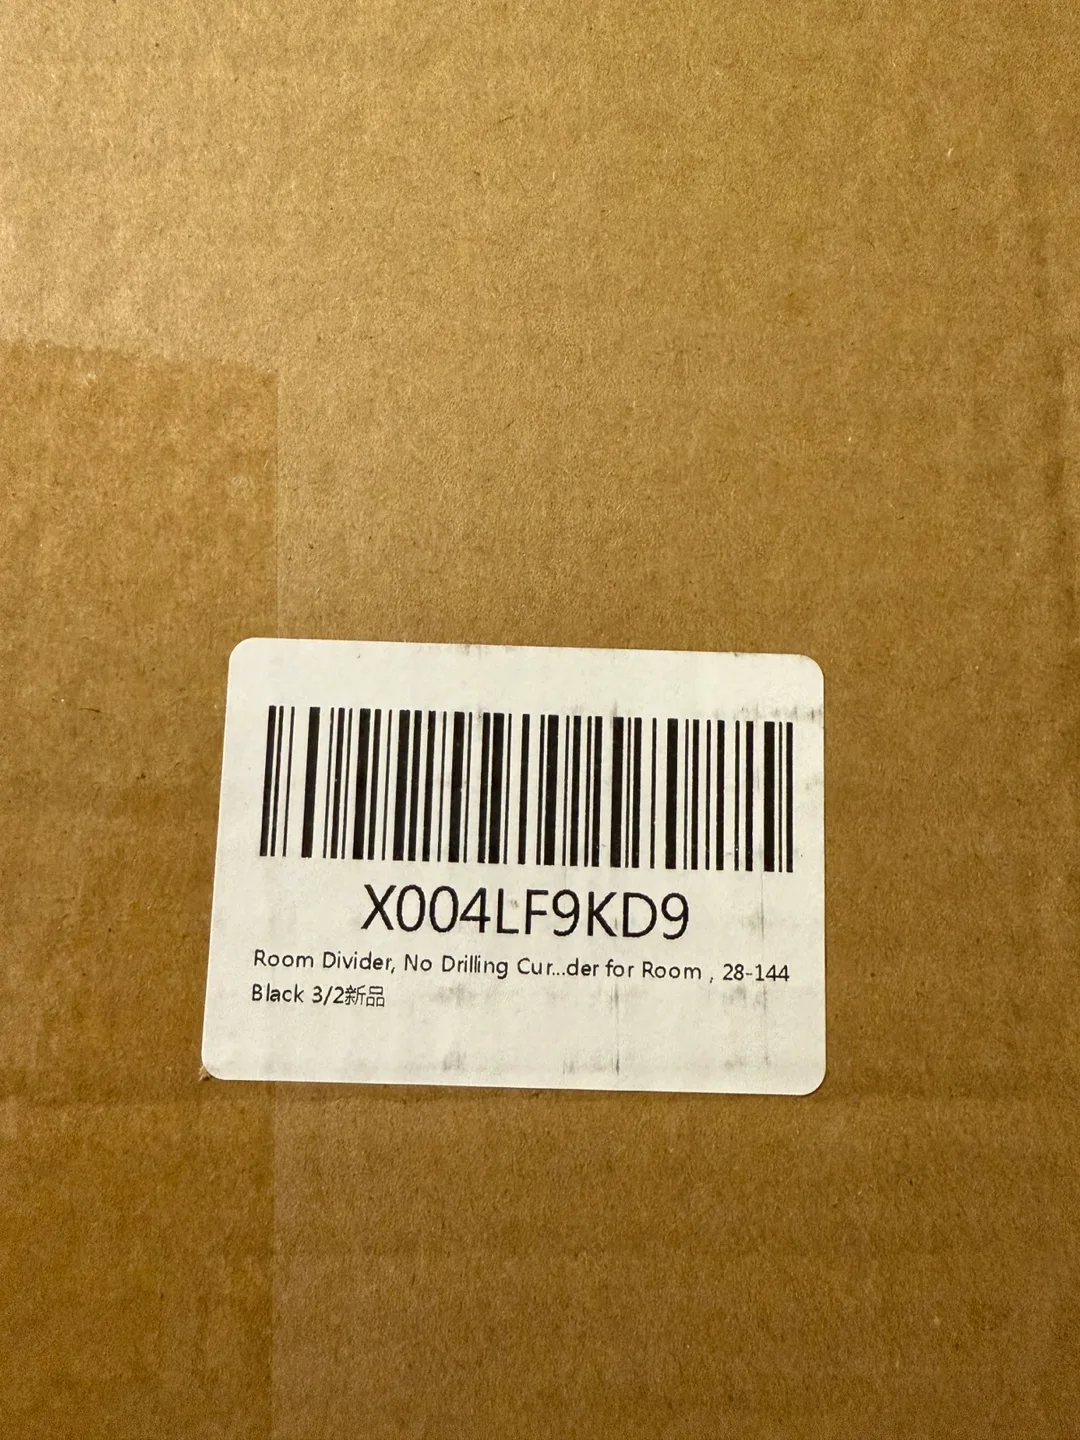 X004LF9KD9
Room Divider, No Drilling Cur...der for Room , 28-144
Black 3/2新品